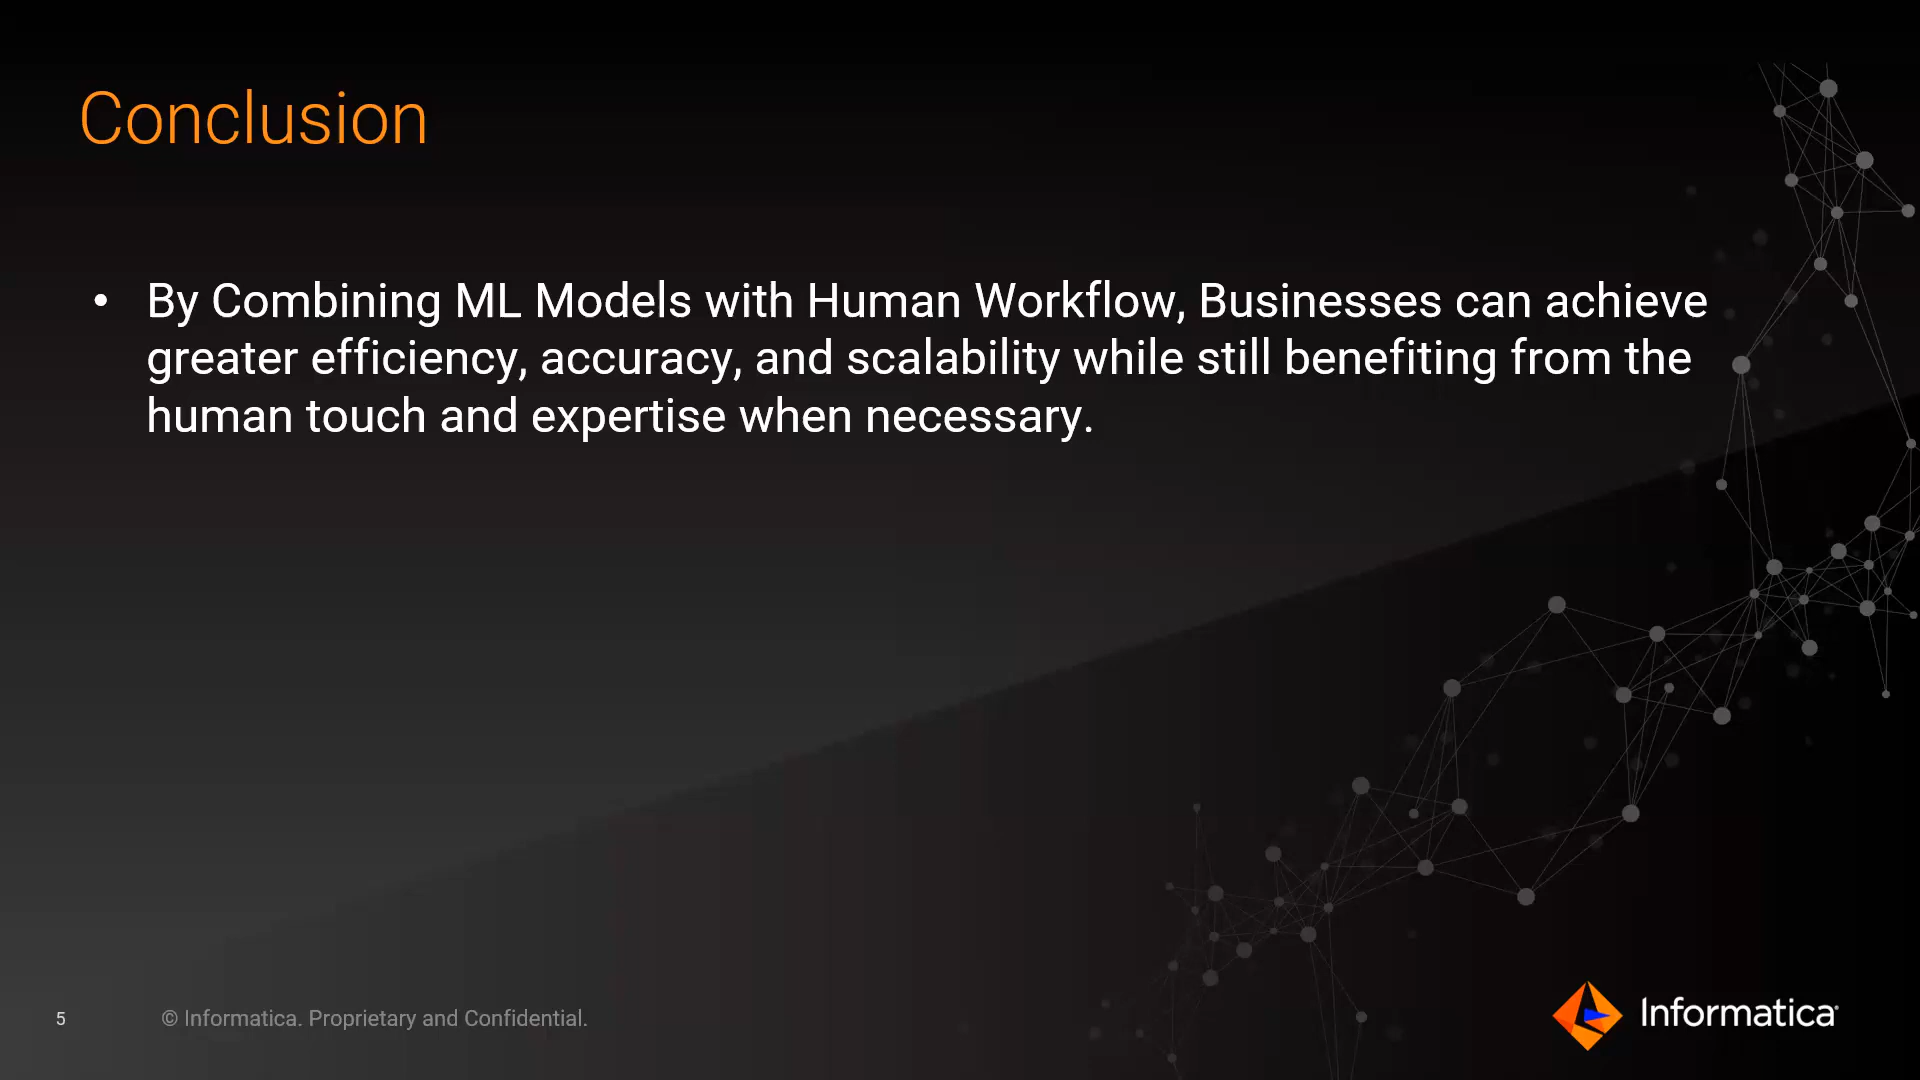 Conclusion
• By Combining ML Models with Human Workflow, Businesses can achieve
greater efficiency, accuracy, and scalability while still benefiting from the
human touch and expertise when necessary.
5
© Informatica. Proprietary and Confidential.
Informatica